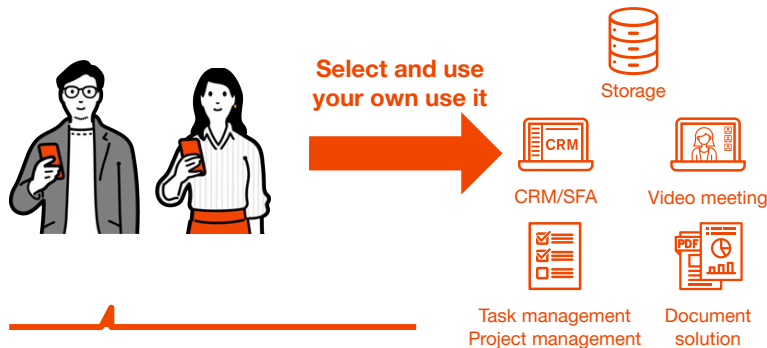 Select and use
your own use it
Storage
CRM
CRM/SFA
Video meeting
PDF
Task management
Project management
Document
solution